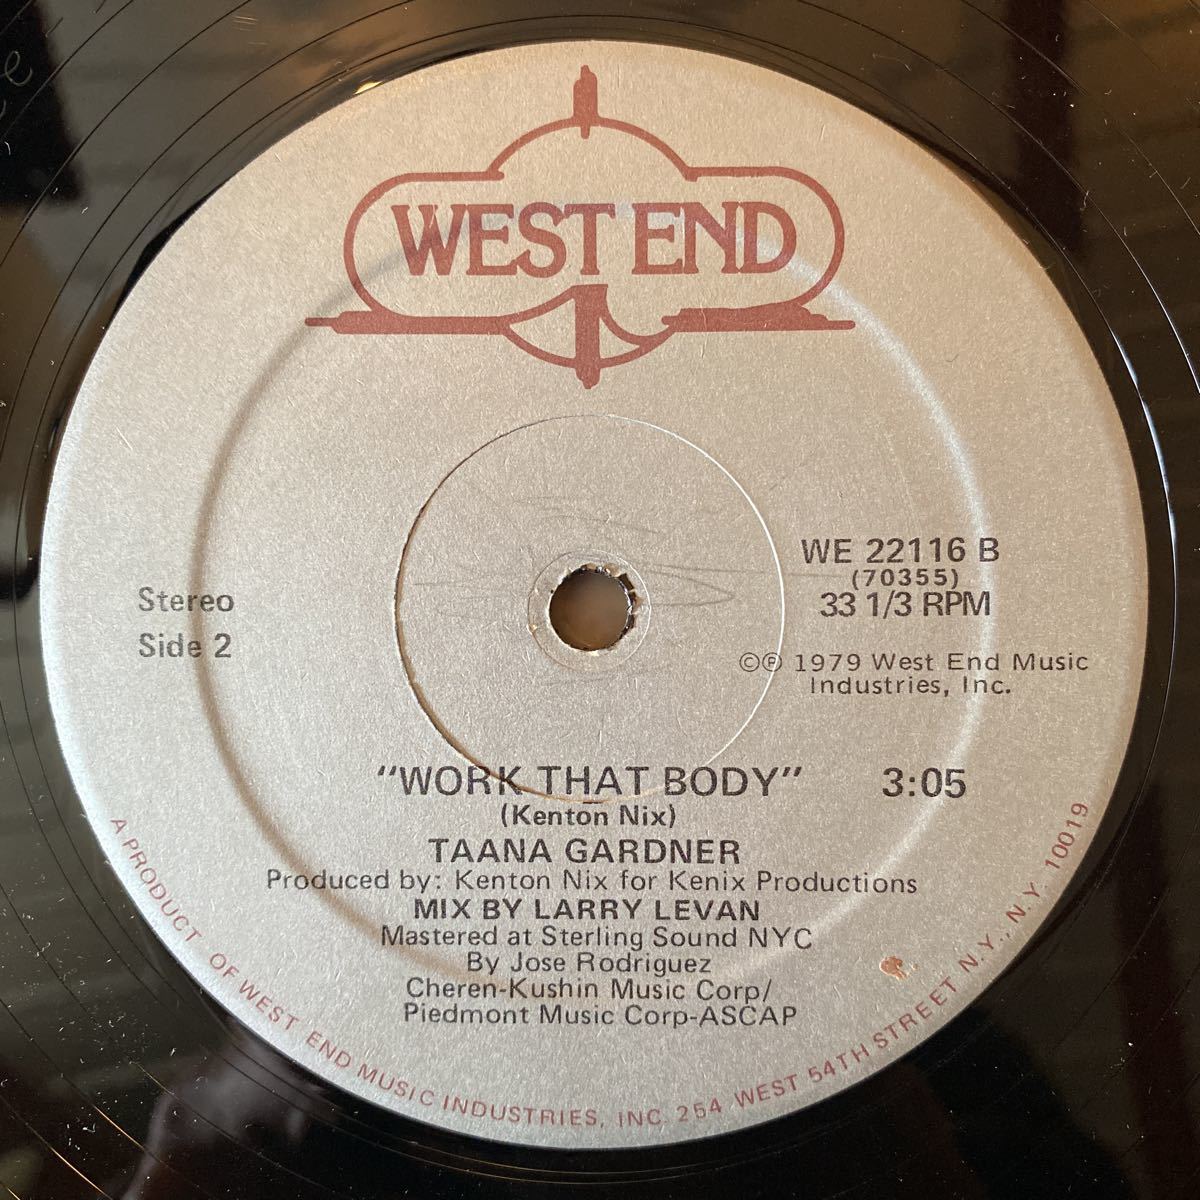 WEST END
WE 22116 B
(70355)
33 1/3 RPM
Stereo
Side 2
©℗ 1979 West End Music
Industries, Inc.
"WORK THAT BODY" 3:05
(Kenton Nix)
TAANA GARDNER
Produced by: Kenton Nix for Kenix Productions
MIX BY LARRY LEVAN
Mastered at Sterling Sound NYC
By Jose Rodriguez
Cheren-Kushin Music Corp/
Piedmont Music Corp-ASCAP
A PRODUCT OF WEST END MUSIC INDUSTRIES, INC. 254 WEST 54TH STREET N.Y., N.Y. 10019